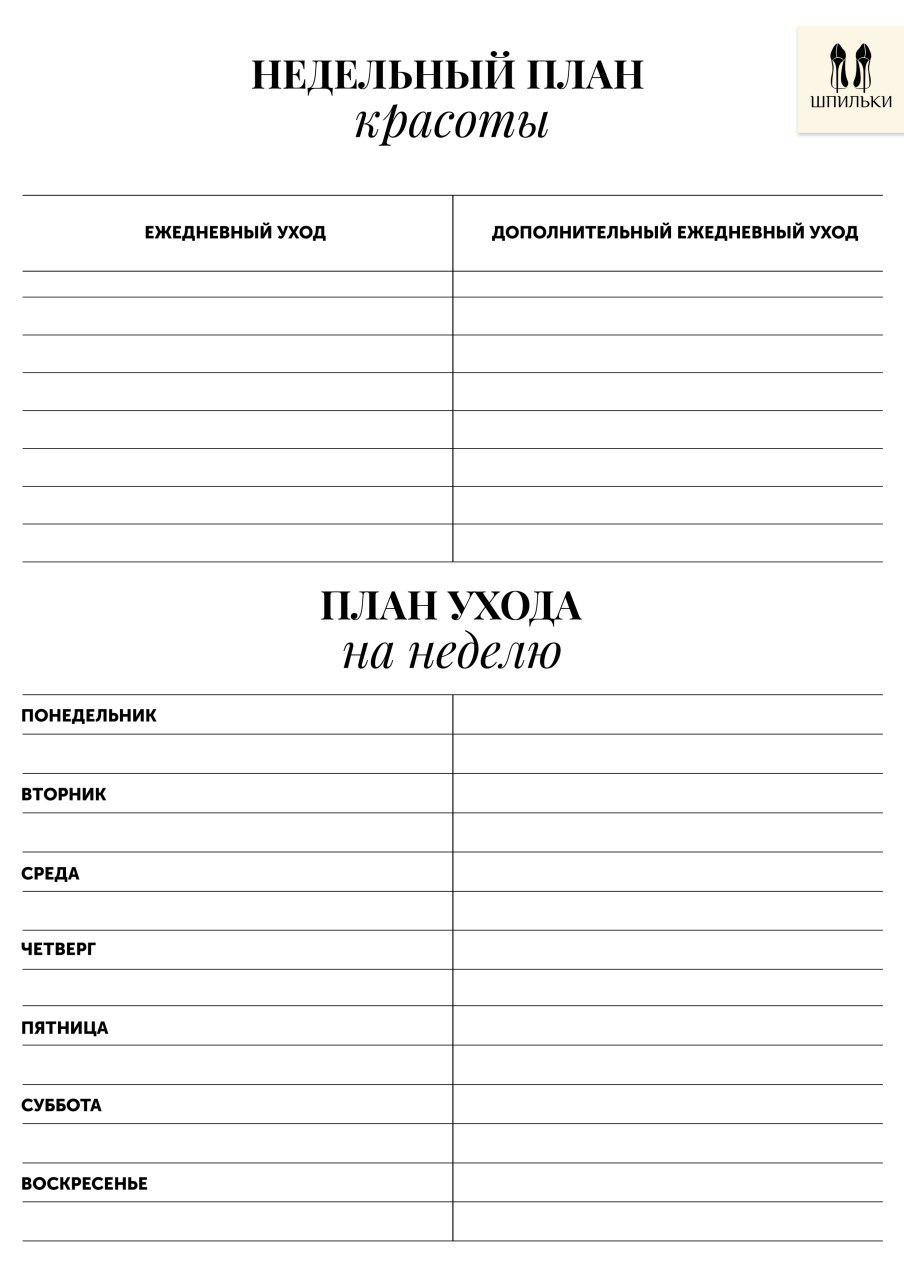 НЕДЕЛЬНЫЙ ПЛАН
красоты
ШПИЛЬКИ
ЕЖЕДНЕВНЫЙ УХОД
ДОПОЛНИТЕЛЬНЫЙ ЕЖЕДНЕВНЫЙ УХОД
ПЛАН УХОДА
на неделю
ПОНЕДЕЛЬНИК
ВТОРНИК
СРЕДА
ЧЕТВЕРГ
ПЯТНИЦА
СУББОТА
ВОСКРЕСЕНЬЕ